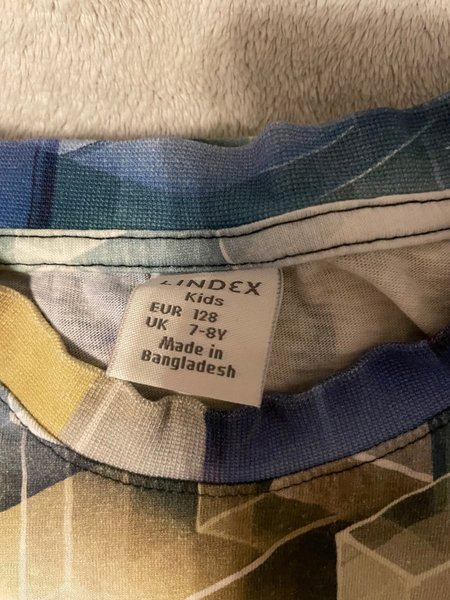 LINDEX
Kids
EUR 128
UK 7-8Y
Made in
Bangladesh